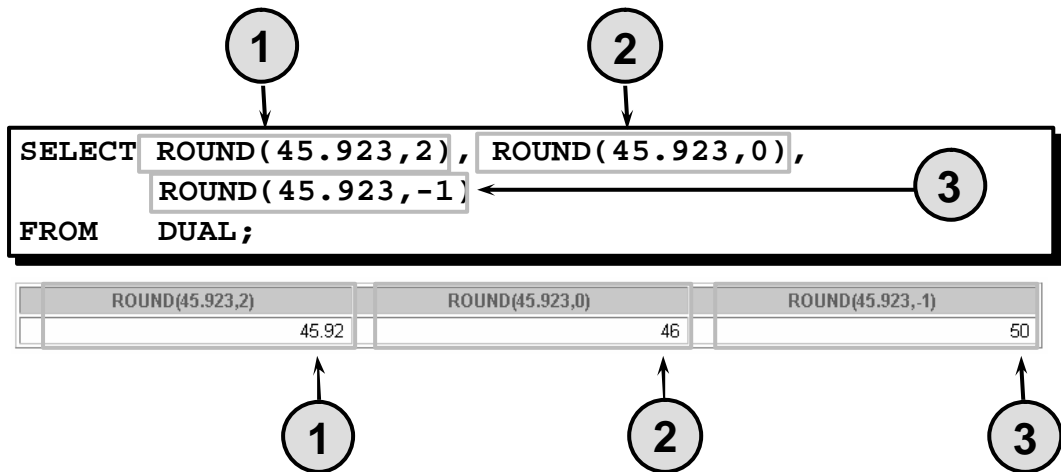 1 2
SELECT ROUND(45.923,2), ROUND(45.923,0),
ROUND(45.923,-1) 3
FROM DUAL;
ROUND(45.923,2) ROUND(45.923,0) ROUND(45.923,-1)
45.92 46 50
1 2 3